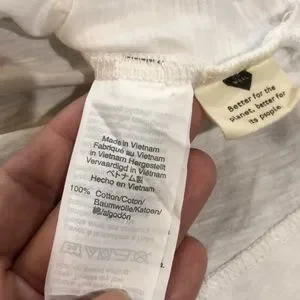 Made in Vietnam
Fabriqué au Vietnam
in Vietnam Hergestellt
Vervaardigd in Vietnam
ベトナム製
Hecho en Vietnam
100% Cotton/Coton/
Baumwolle/Katoen/
綿/algodón
Better for the
planet, better for
its people.